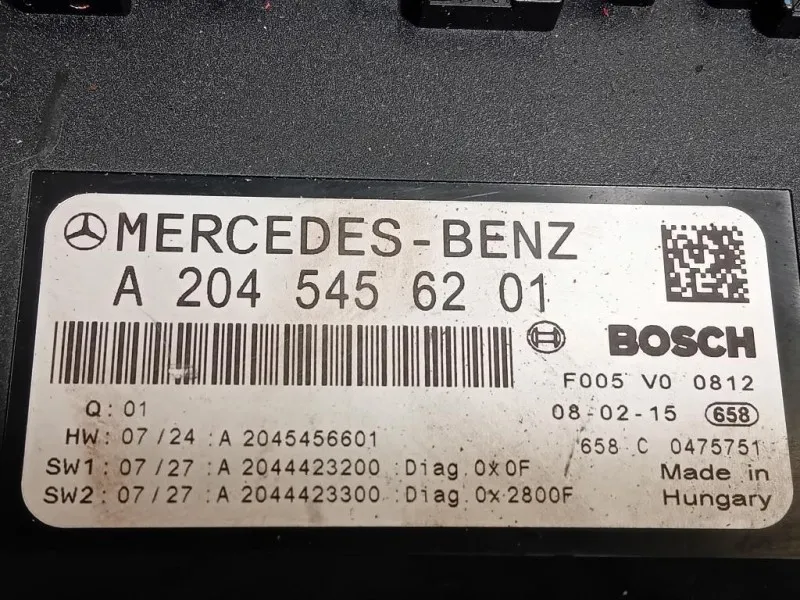 MERCEDES-BENZ
A 204 545 62 01
BOSCH
F005 V0 0812
Q: 01
08-02-15 658
HW: 07/24 :A 2045456601
658 C 0475751
SW1: 07/27 :A 2044423200 :Diag.0x0F
Made in
SW2: 07/27 :A 2044423300 :Diag.0x2800F
Hungary